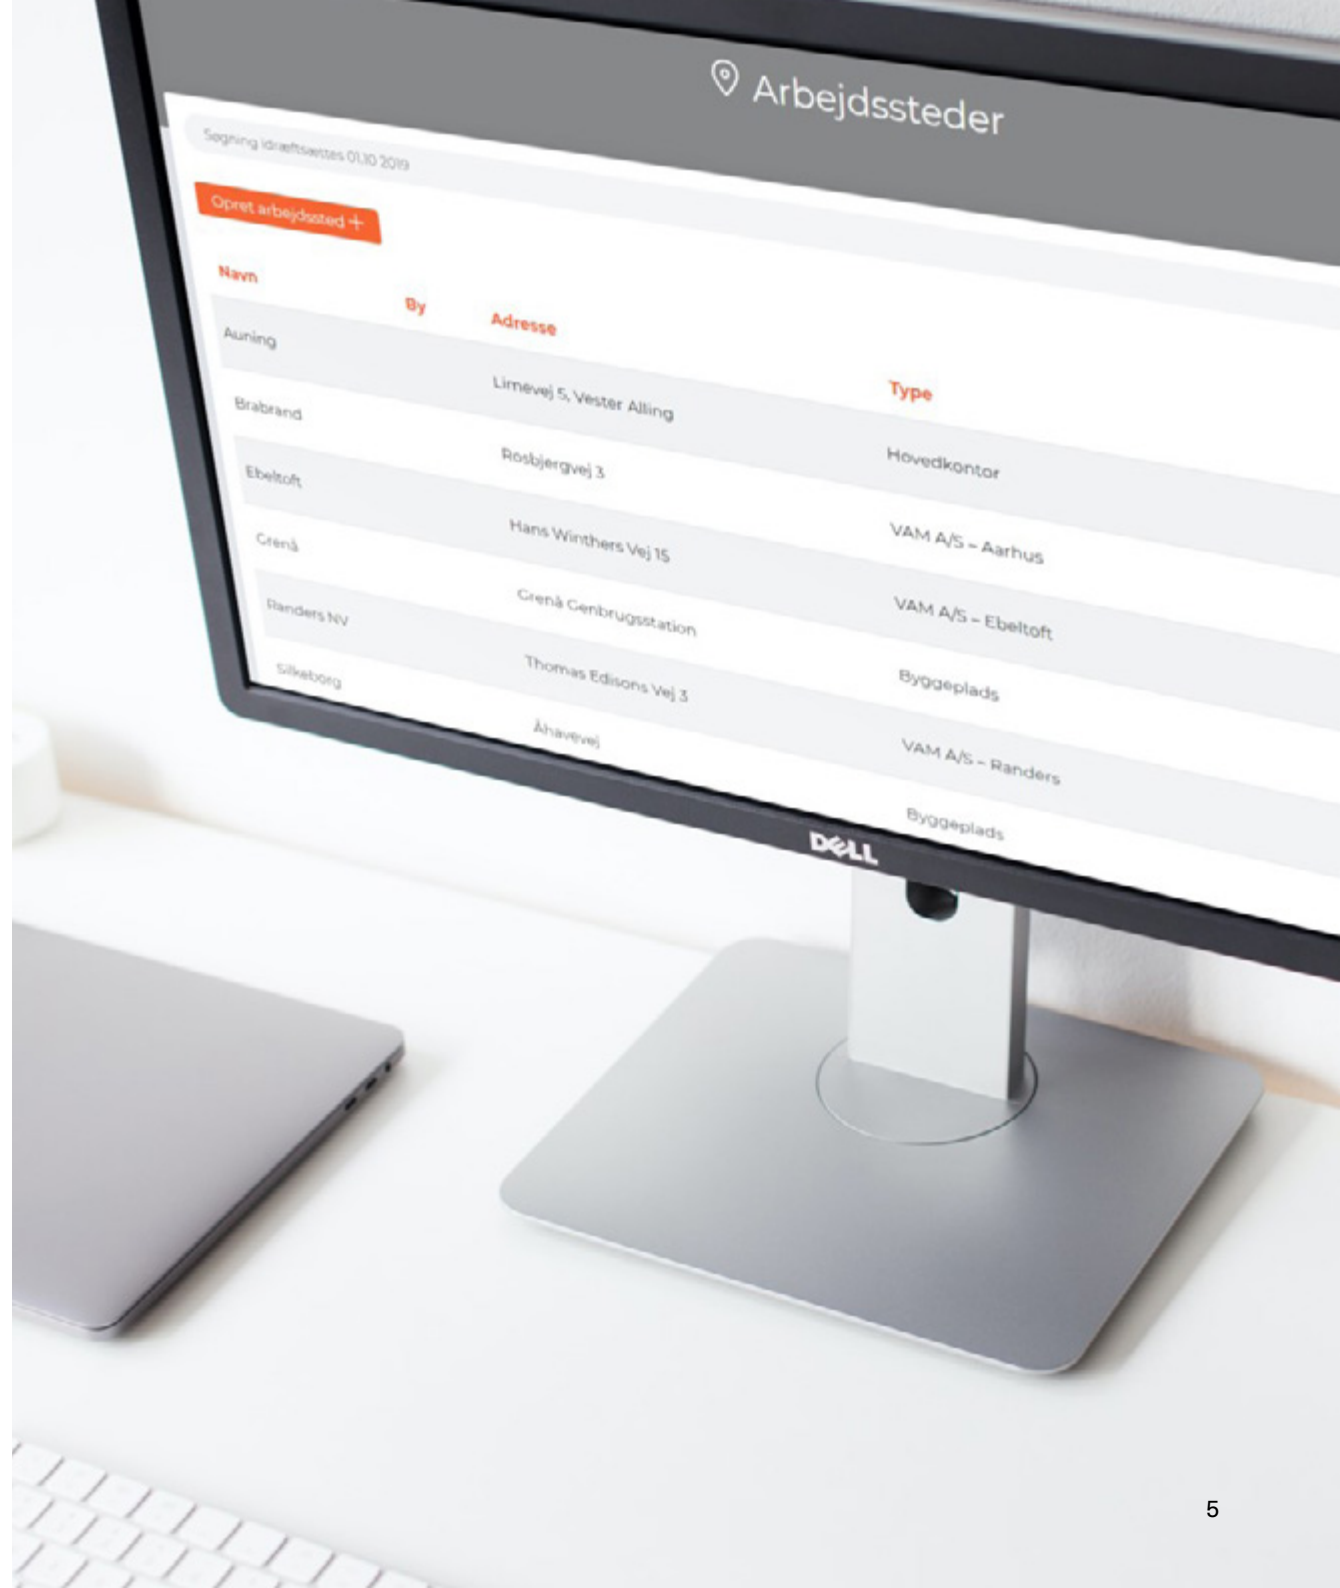 Arbejdssteder
Søgning idræftsættes 01.10 2019
Opret arbejdssted +
Navn By Adresse Type
Auning Limevej 5, Vester Alling Hovedkontor
Brabrand Rosbjergvej 3 VAM A/S – Aarhus
Ebeltoft Hans Winthers Vej 15 VAM A/S – Ebeltoft
Grenå Grenå Genbrugsstation Byggeplads
Randers NV Thomas Edisons Vej 3 VAM A/S – Randers
Silkeborg Åhavevej Byggeplads
DELL
5